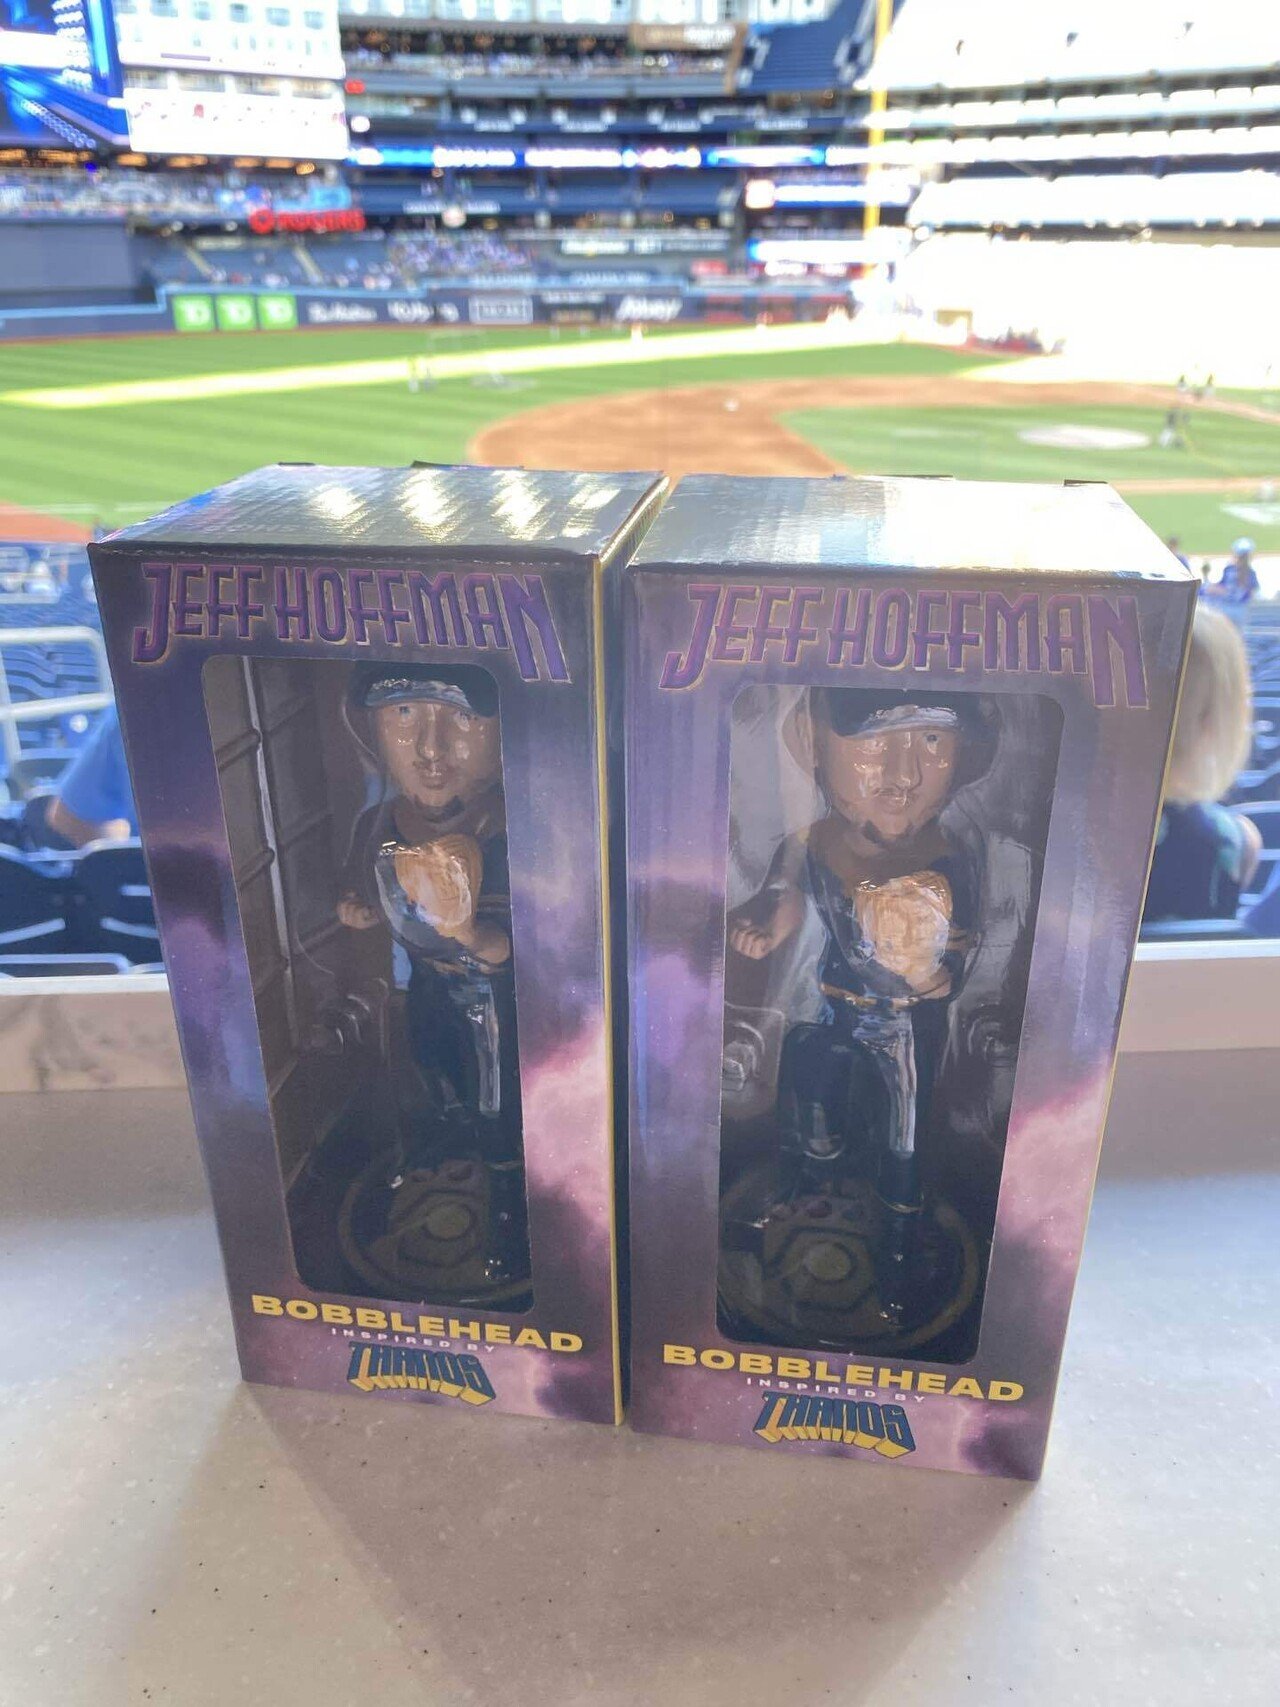 ROGERS
TD TD TD
JEFF HOFFMAN
BOBBLEHEAD
INSPIRED BY
THANOS
JEFF HOFFMAN
BOBBLEHEAD
INSPIRED BY
THANOS